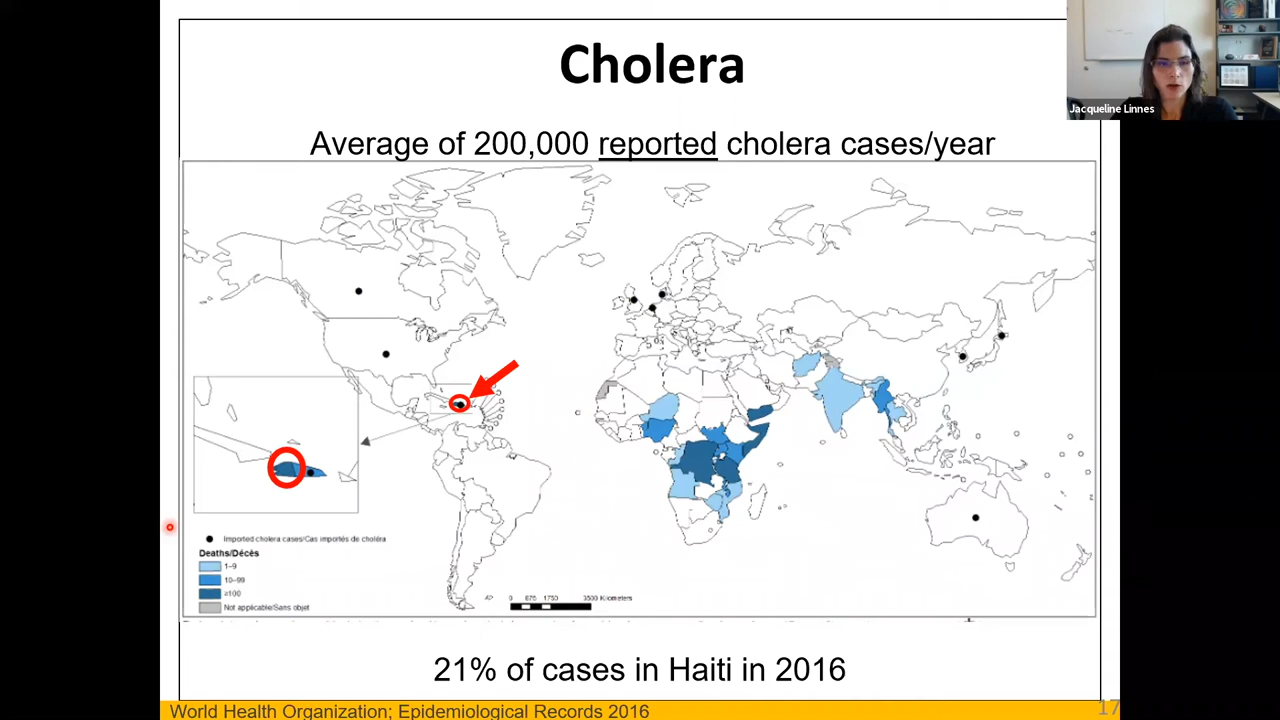 Cholera
Jacqueline Linnes
Average of 200,000 reported cholera cases/year
Imported cholera cases/Cas importés de choléra
Deaths/Décès
1–9
10–99
≥100
Not applicable/Sans objet
0 875 1750 3500 Kilometers
21% of cases in Haiti in 2016
World Health Organization; Epidemiological Records 2016
17